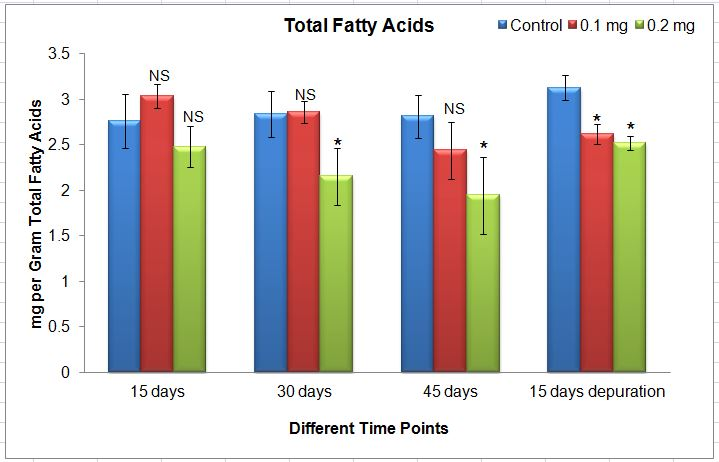 Total Fatty Acids
Control 0.1 mg 0.2 mg
mg per Gram Total Fatty Acids
3.5
3
2.5
2
1.5
1
0.5
0
NS
NS
NS
*
NS
*
*
*
15 days
30 days
45 days
15 days depuration
Different Time Points